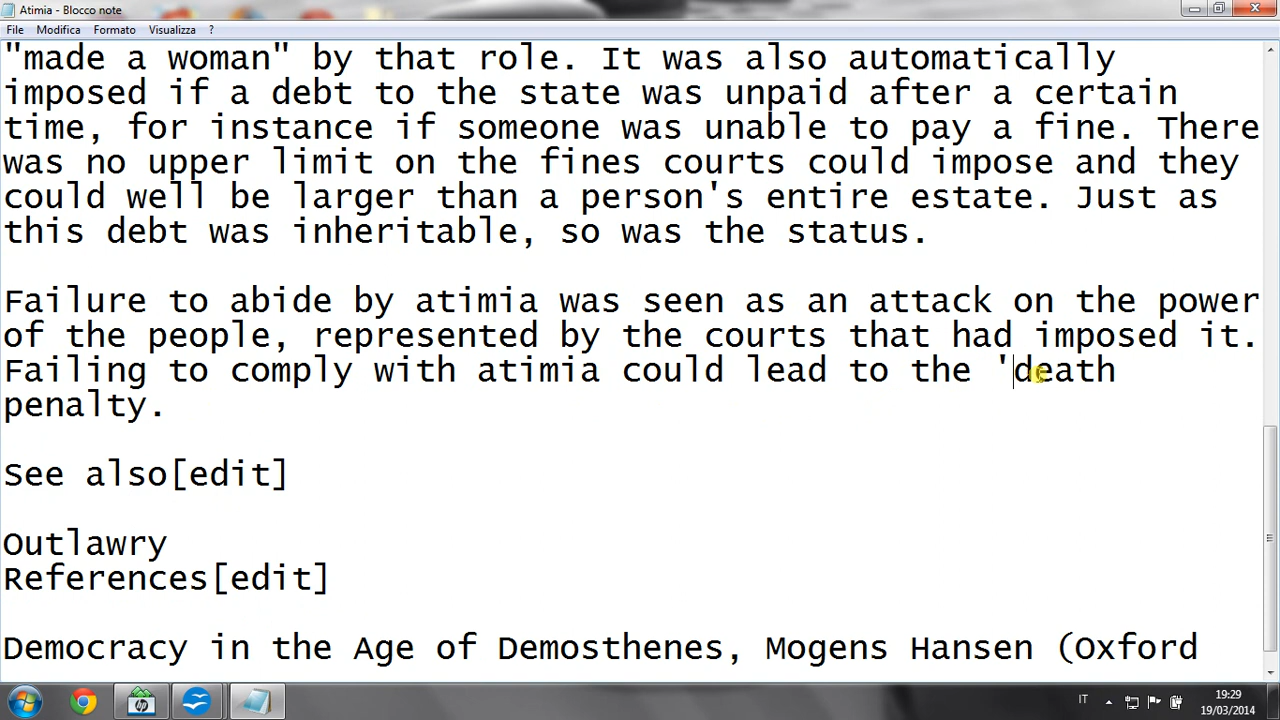 Atimia - Blocco note
File Modifica Formato Visualizza ?
"made a woman" by that role. It was also automatically
imposed if a debt to the state was unpaid after a certain
time, for instance if someone was unable to pay a fine. There
was no upper limit on the fines courts could impose and they
could well be larger than a person's entire estate. Just as
this debt was inheritable, so was the status.
Failure to abide by atimia was seen as an attack on the power
of the people, represented by the courts that had imposed it.
Failing to comply with atimia could lead to the 'death
penalty.
See also[edit]
Outlawry
References[edit]
Democracy in the Age of Demosthenes, Mogens Hansen (Oxford
hp
IT
19:29
19/03/2014